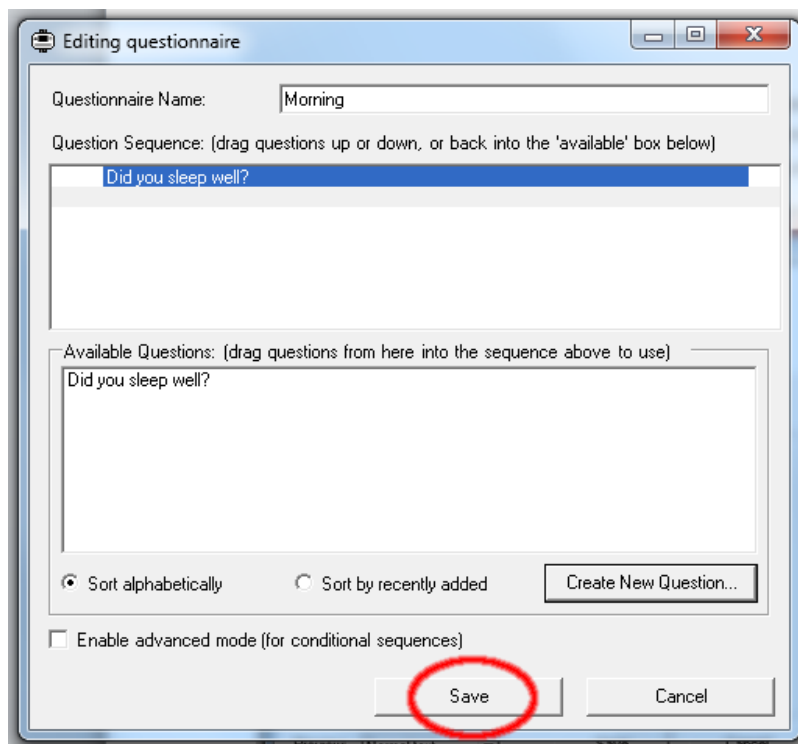 Editing questionnaire
Questionnaire Name: Morning
Question Sequence: (drag questions up or down, or back into the 'available' box below)
Did you sleep well?
Available Questions: (drag questions from here into the sequence above to use)
Did you sleep well?
Sort alphabetically Sort by recently added Create New Question...
Enable advanced mode (for conditional sequences)
Save Cancel